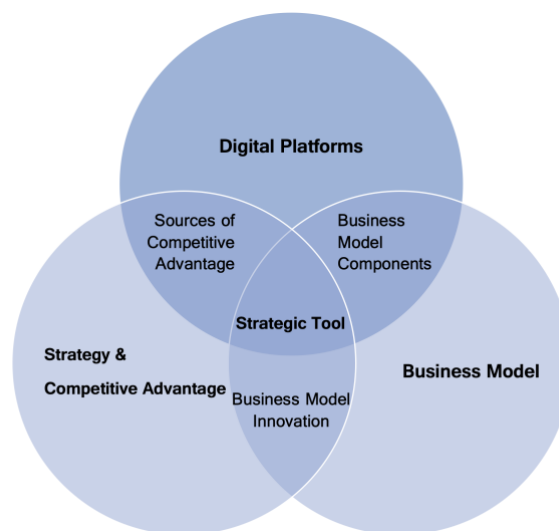 Digital Platforms
Sources of
Competitive
Advantage
Business
Model
Components
Strategic Tool
Strategy &
Competitive Advantage
Business Model
Business Model
Innovation